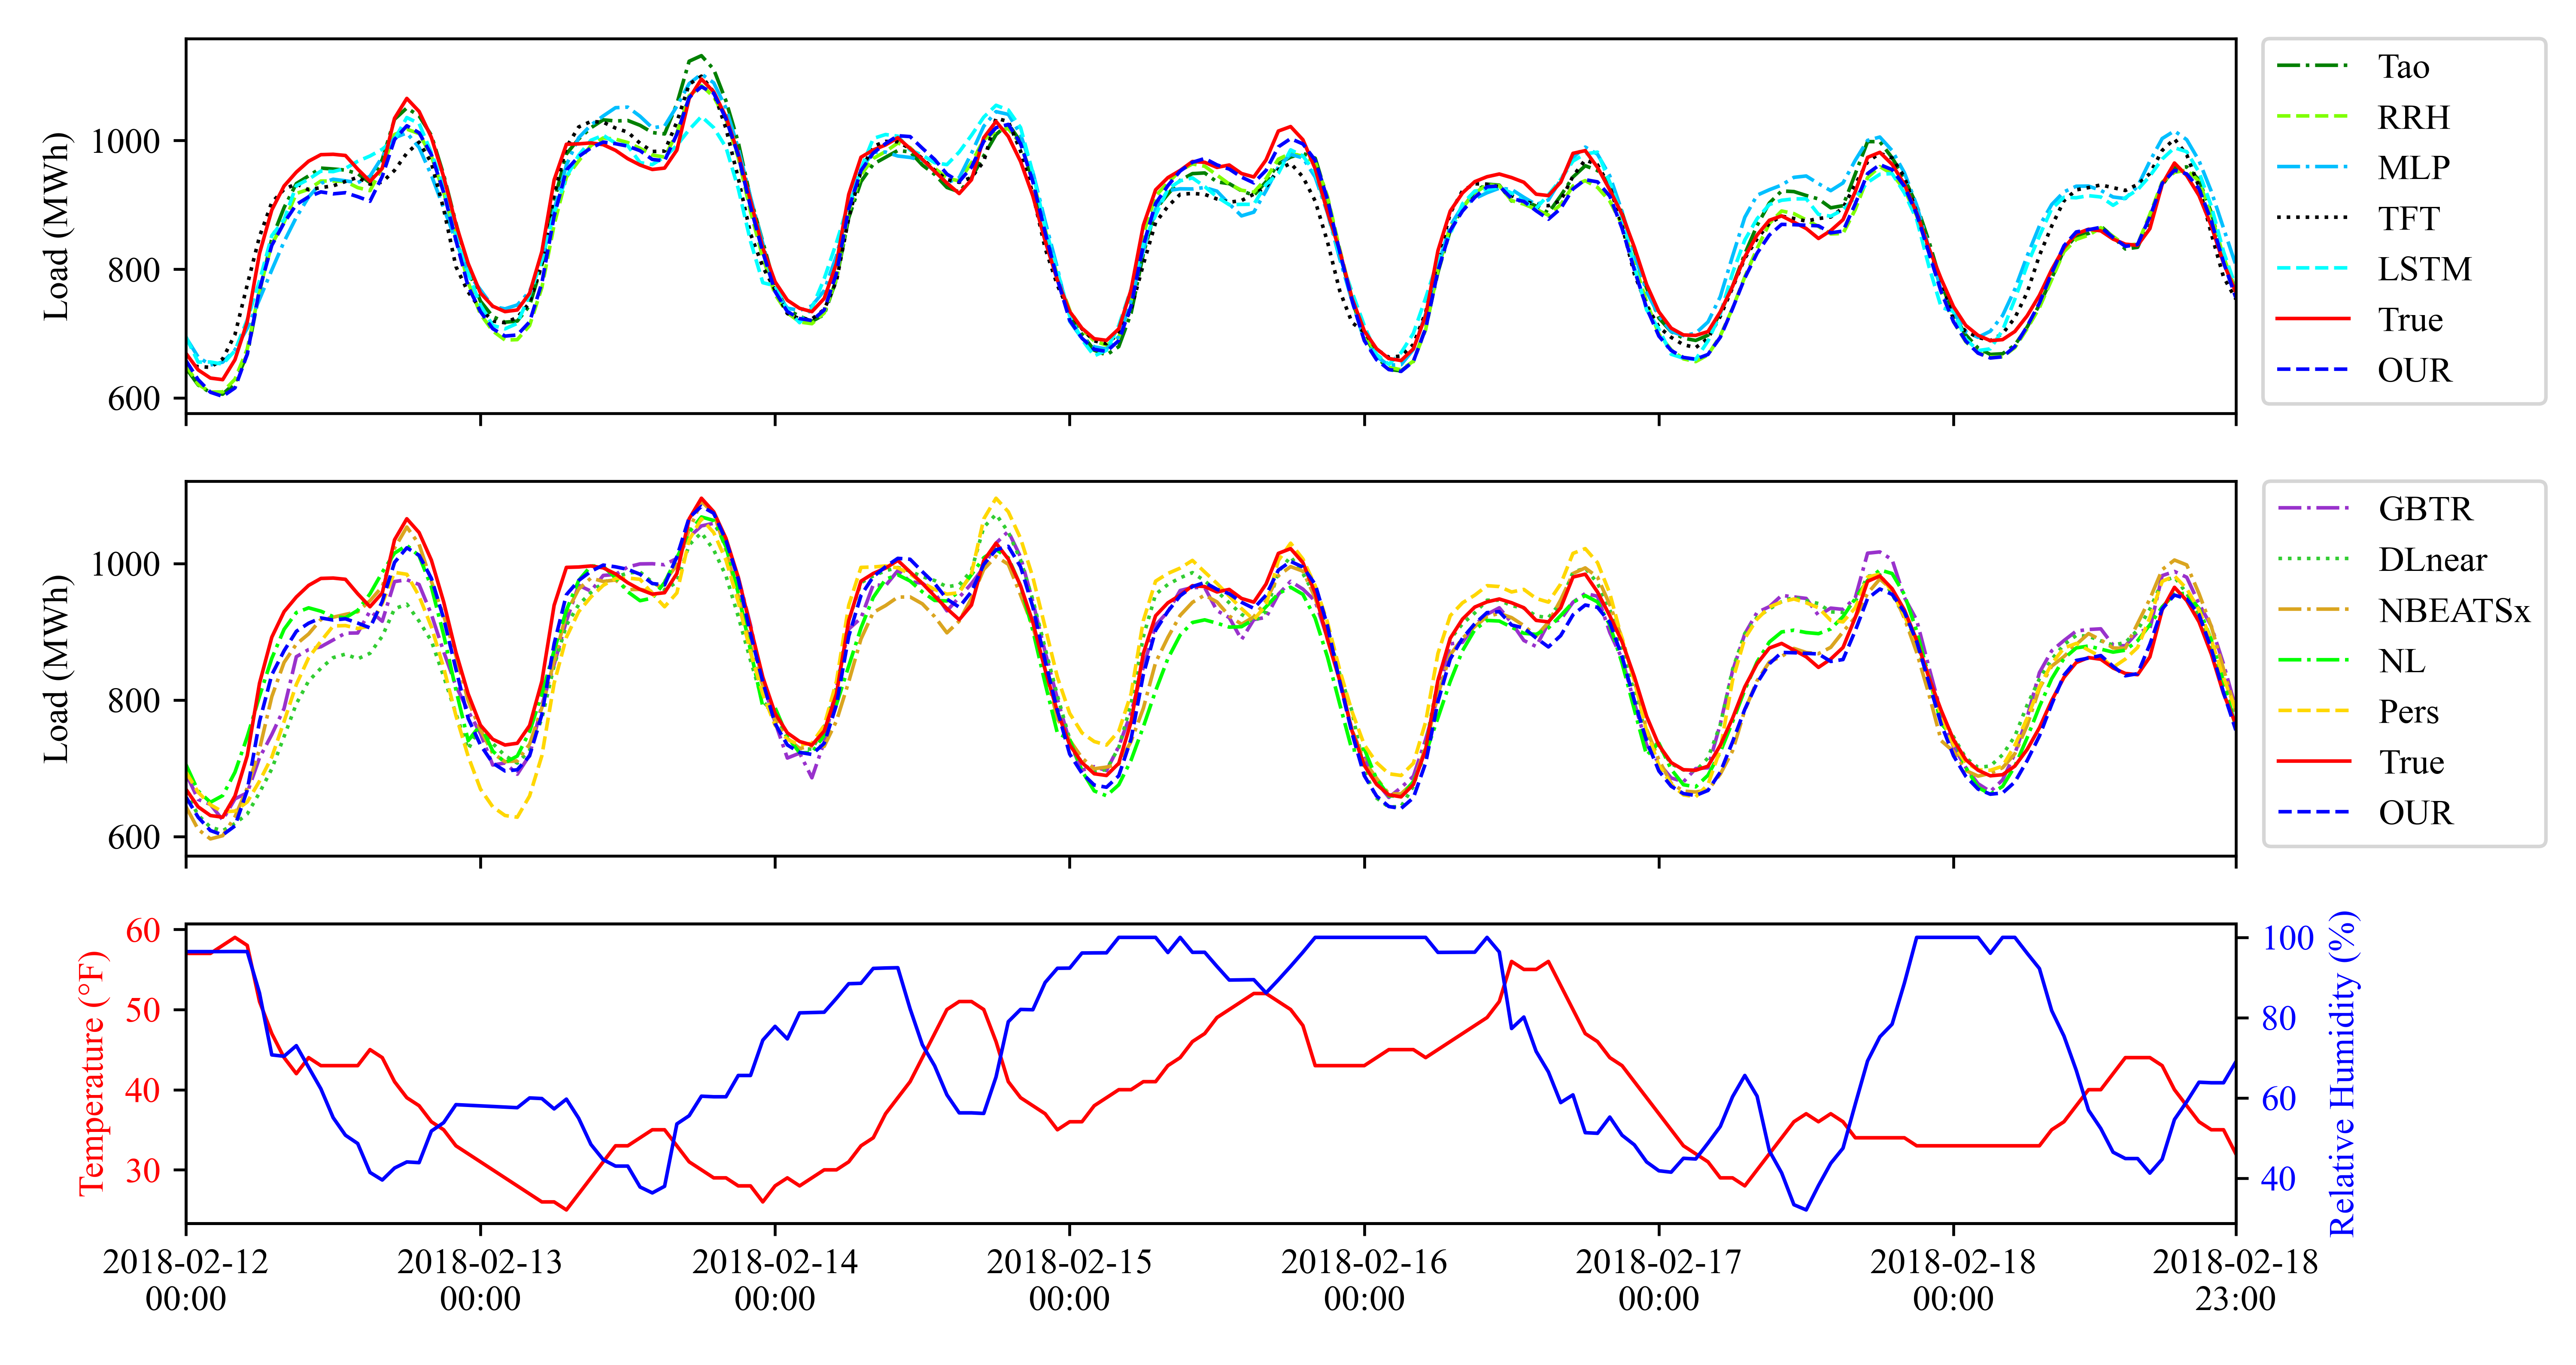 Load (MWh)
1000
800
600
Tao
RRH
MLP
TFT
LSTM
True
OUR
Load (MWh)
1000
800
600
GBTR
DLnear
NBEATSx
NL
Pers
True
OUR
Temperature (°F)
60
50
40
30
100
80
60
40
Relative Humidity (%)
2018-02-12 2018-02-13 2018-02-14 2018-02-15 2018-02-16 2018-02-17 2018-02-18 2018-02-18
00:00 00:00 00:00 00:00 00:00 00:00 00:00 23:00